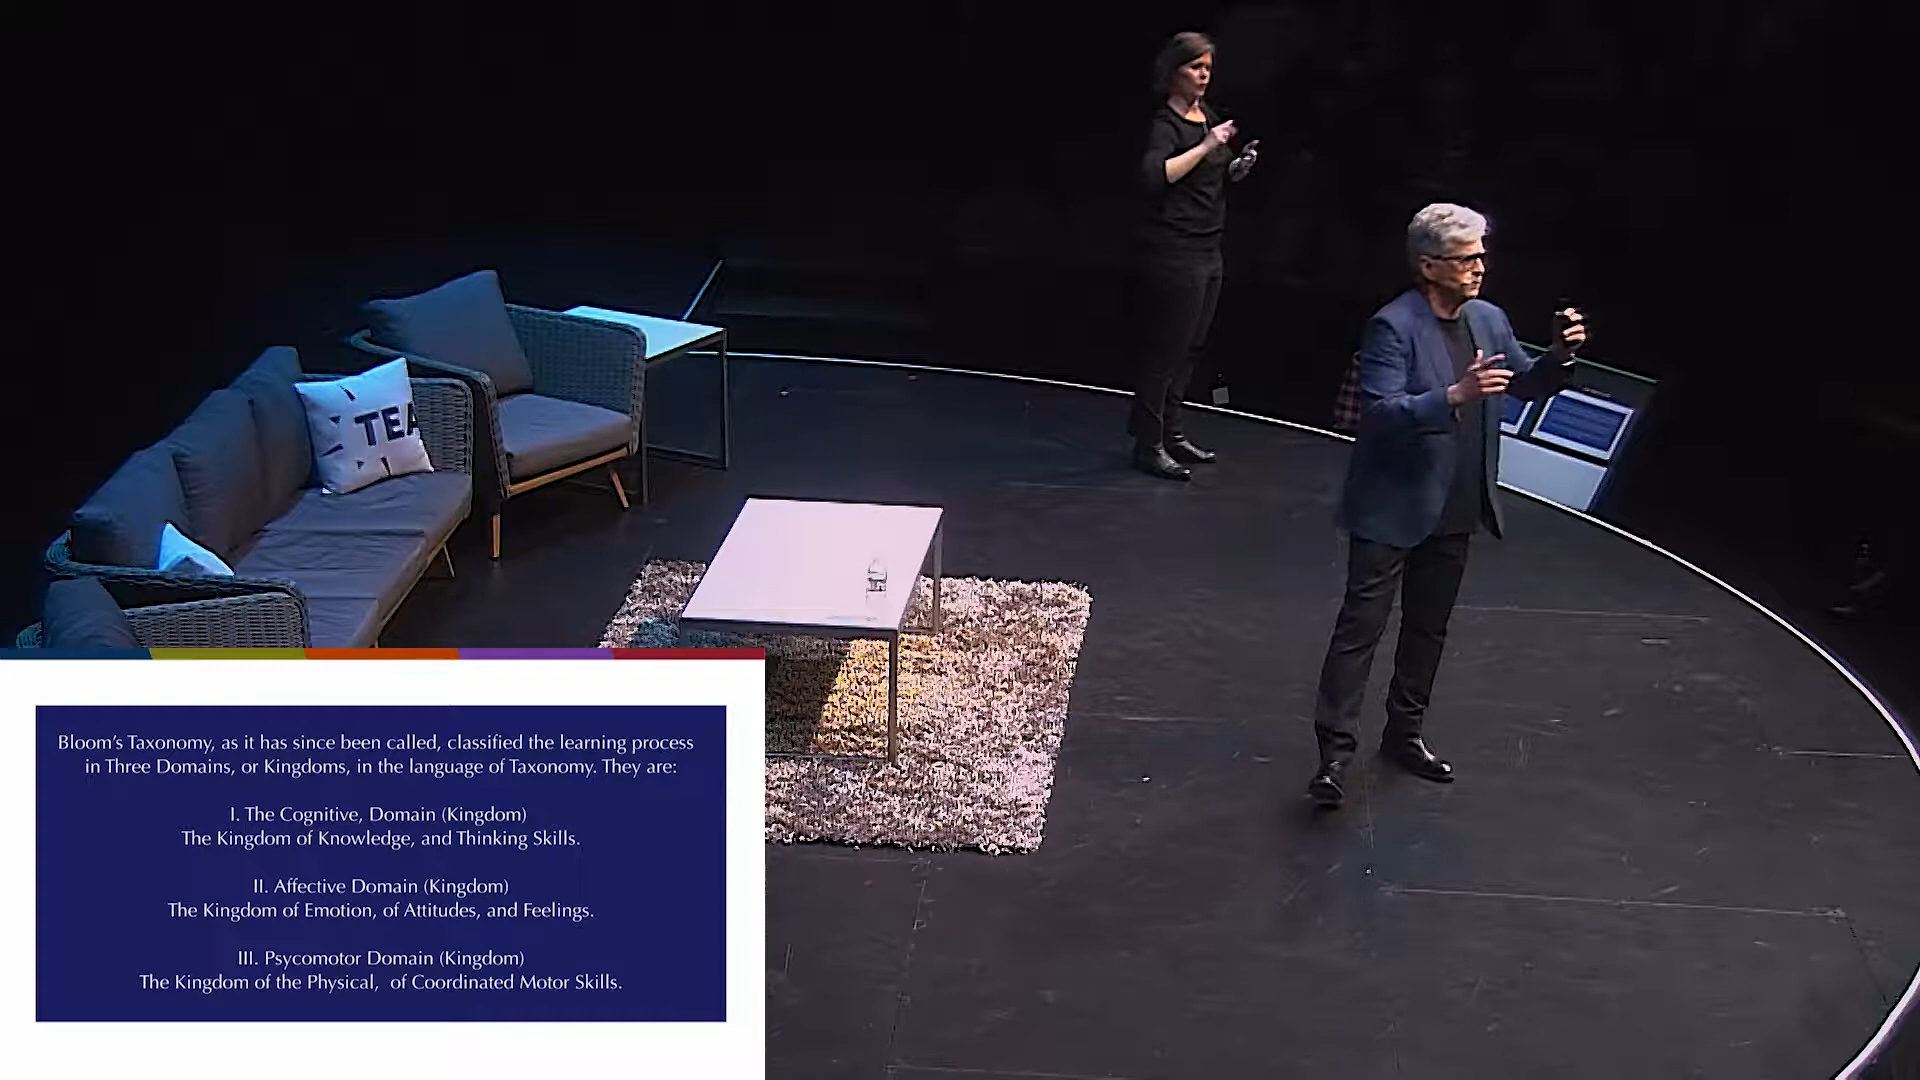 TEA
Bloom's Taxonomy, as it has since been called, classified the learning process
in Three Domains, or Kingdoms, in the language of Taxonomy. They are:
I. The Cognitive, Domain (Kingdom)
The Kingdom of Knowledge, and Thinking Skills.
II. Affective Domain (Kingdom)
The Kingdom of Emotion, of Attitudes, and Feelings.
III. Psycomotor Domain (Kingdom)
The Kingdom of the Physical, of Coordinated Motor Skills.